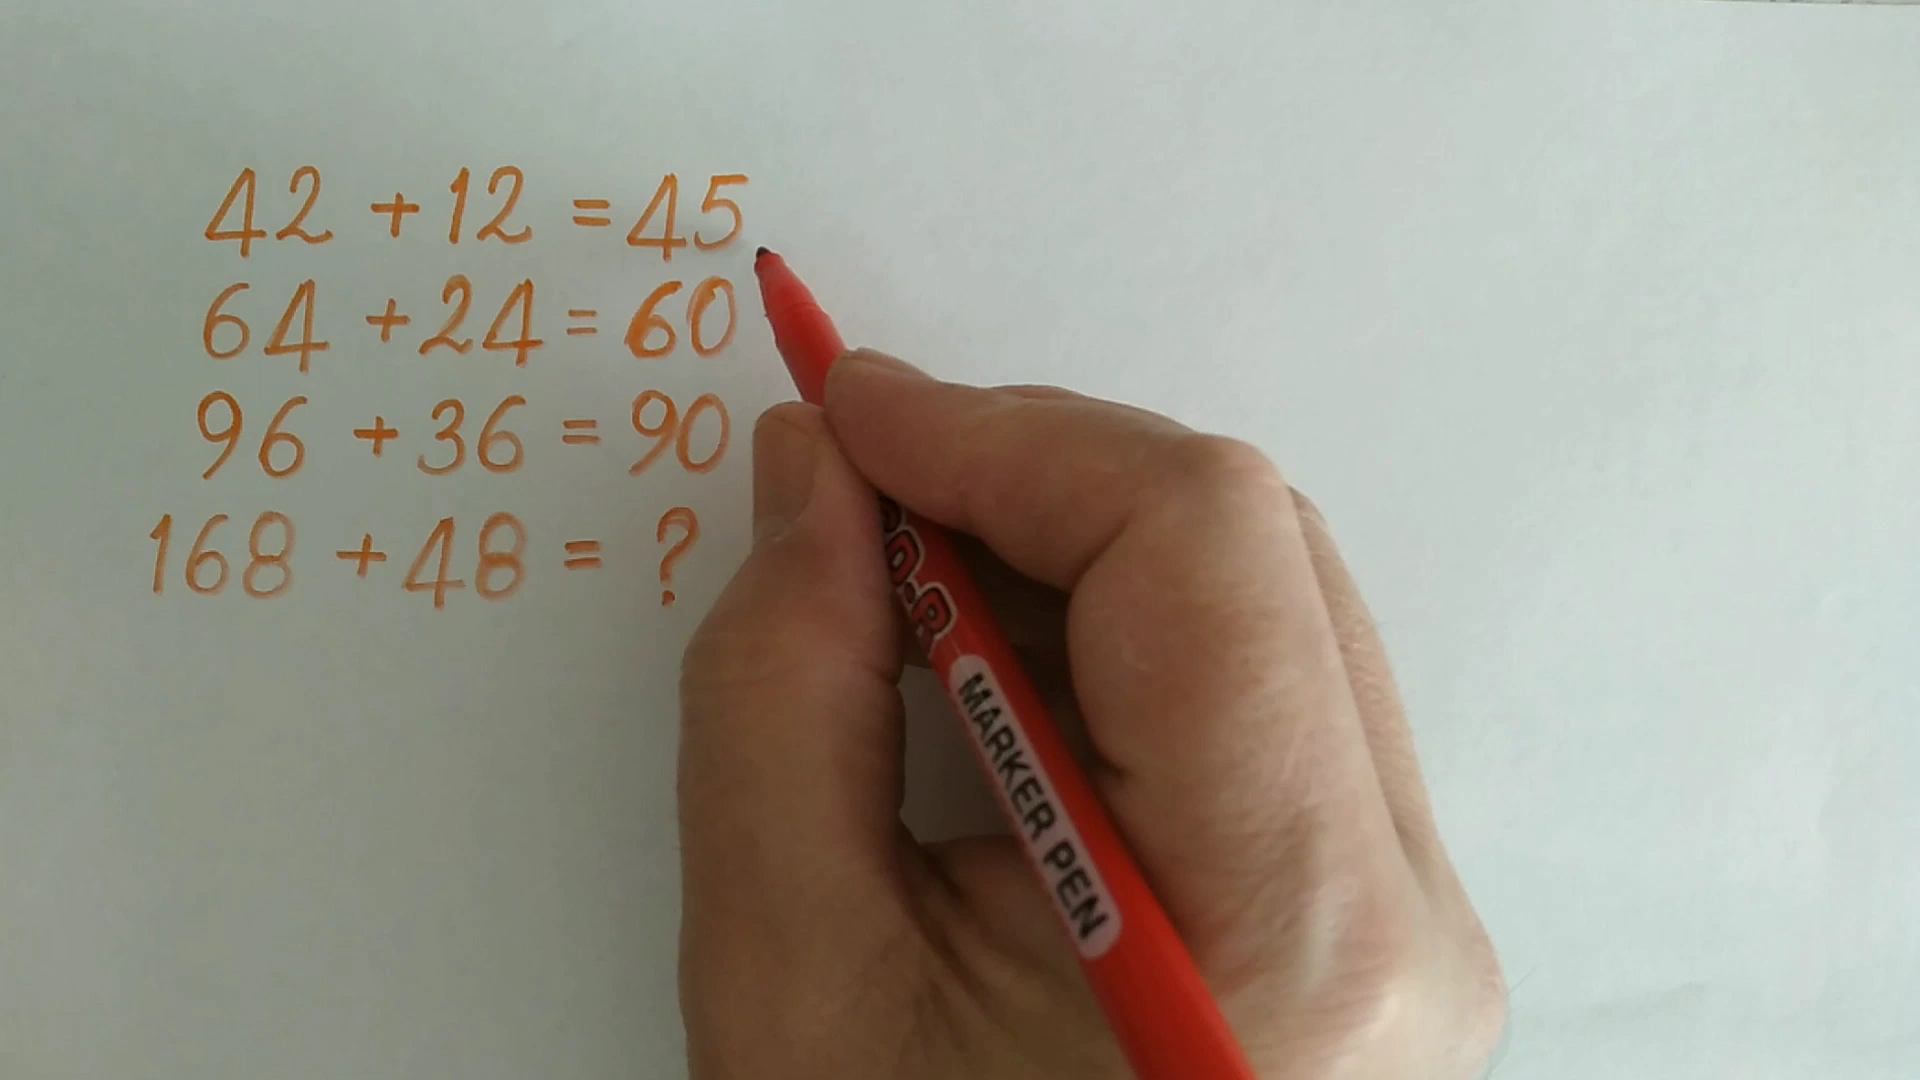 42 + 12 = 45
64 + 24 = 60
96 + 36 = 90
168 + 48 = ?
MARKER PEN